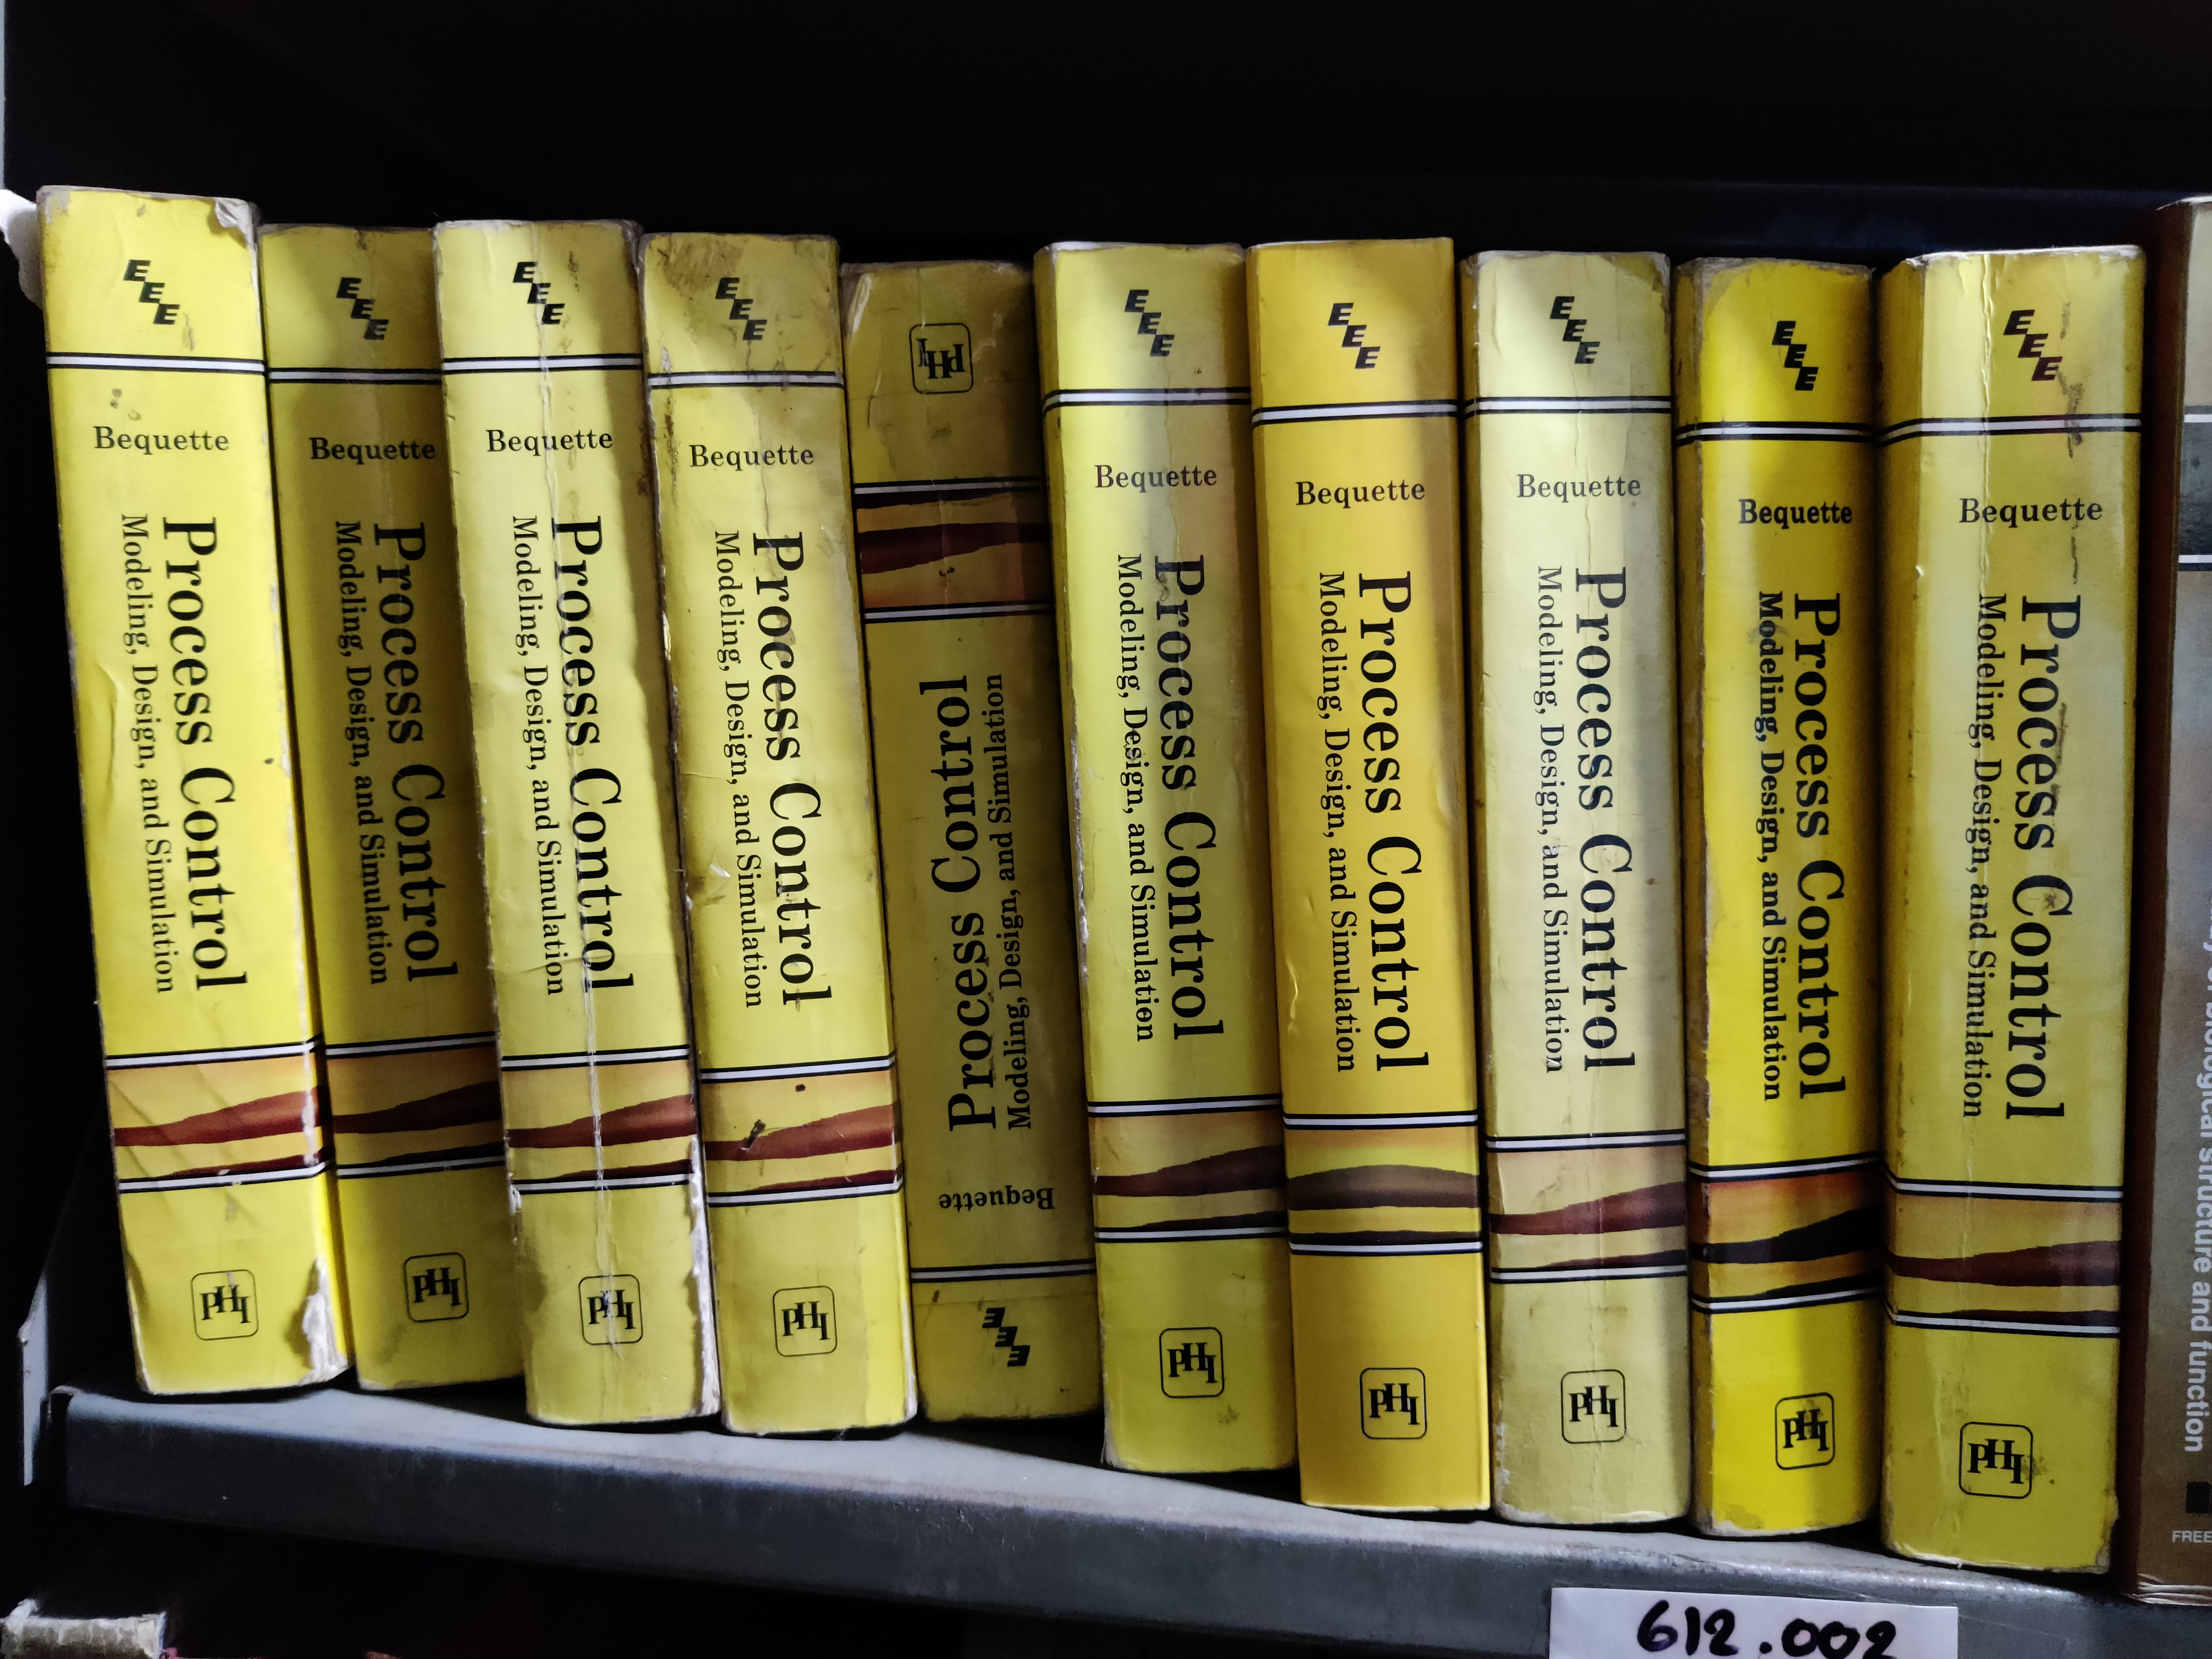 EEE
Bequette
Process Control
Modeling, Design, and Simulation
PHI
EEE
Bequette
Process Control
Modeling, Design, and Simulation
PHI
EEE
Bequette
Process Control
Modeling, Design, and Simulation
PHI
EEE
Bequette
Process Control
Modeling, Design, and Simulation
PHI
EEE
Bequette
Process Control
Modeling, Design, and Simulation
PHI
EEE
Bequette
Process Control
Modeling, Design, and Simulation
PHI
EEE
Bequette
Process Control
Modeling, Design, and Simulation
PHI
EEE
Bequette
Process Control
Modeling, Design, and Simulation
PHI
EEE
Bequette
Process Control
Modeling, Design, and Simulation
PHI
EEE
Bequette
Process Control
Modeling, Design, and Simulation
PHI
biological structure and function
FREE
612.002